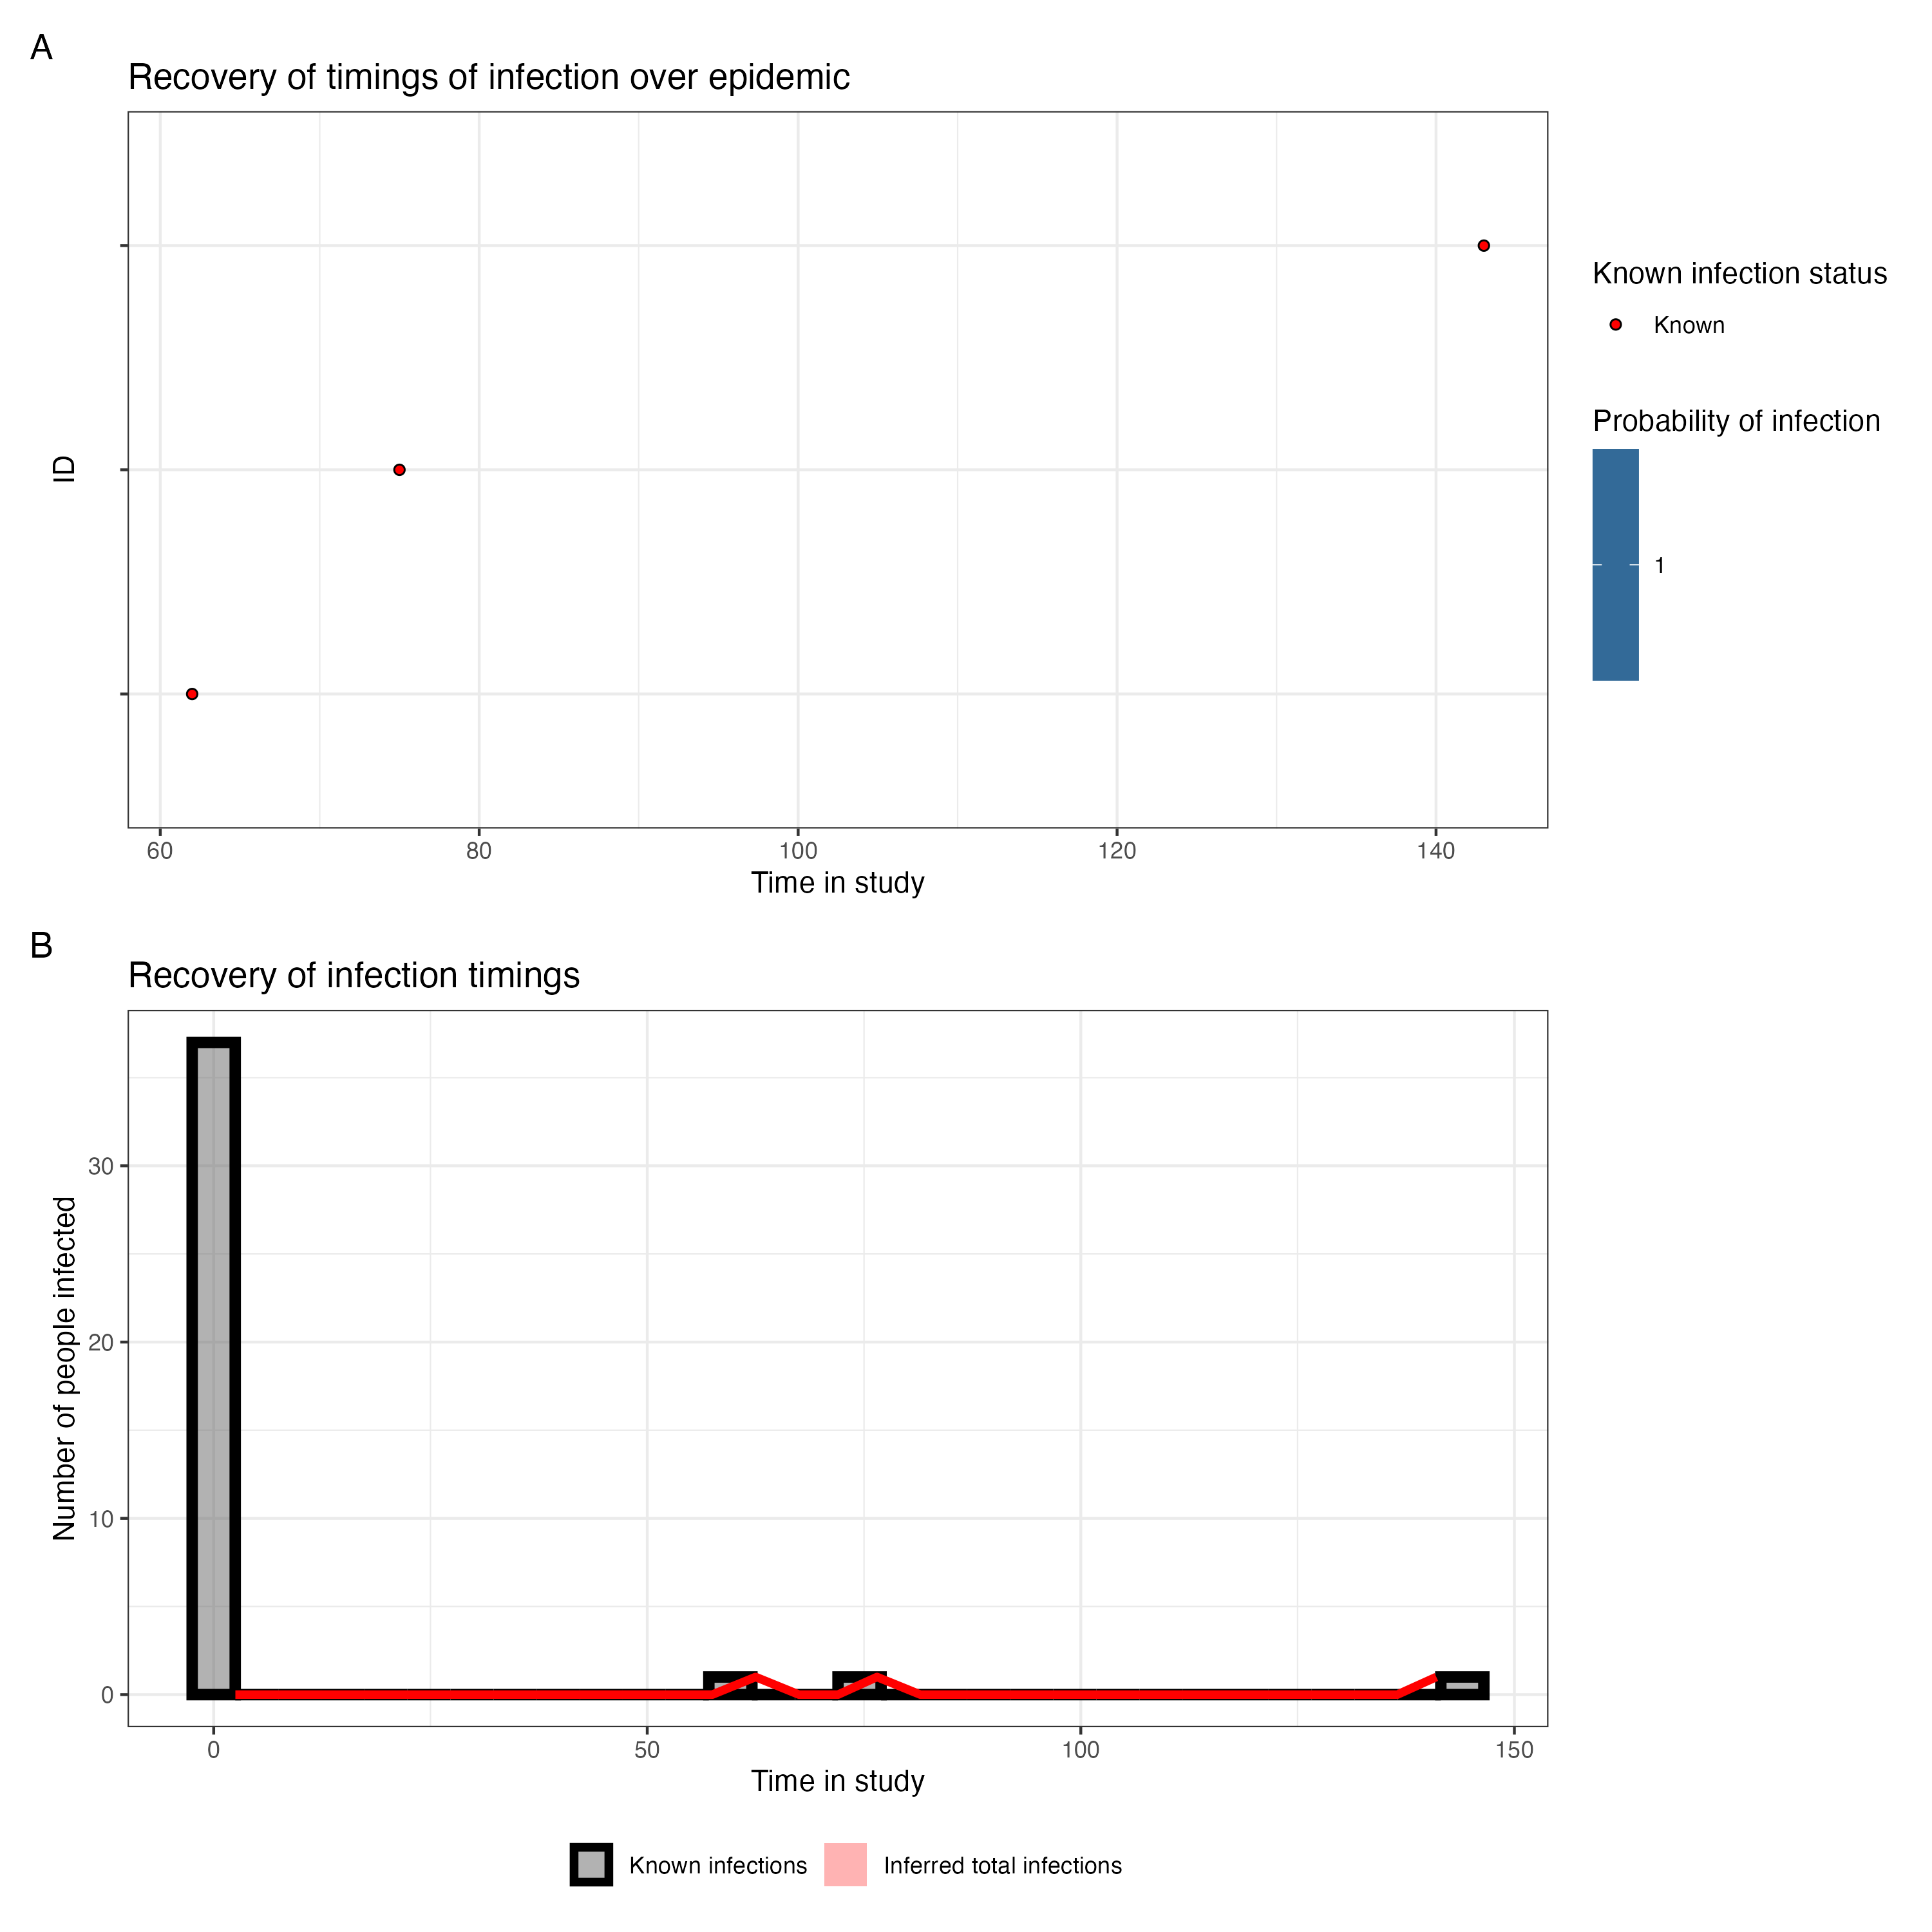 A
Recovery of timings of infection over epidemic
ID
60 80 100 120 140
Time in study
Known infection status
Known
Probability of infection
1
B
Recovery of infection timings
Number of people infected
30
20
10
0
0 50 100 150
Time in study
Known infections Inferred total infections